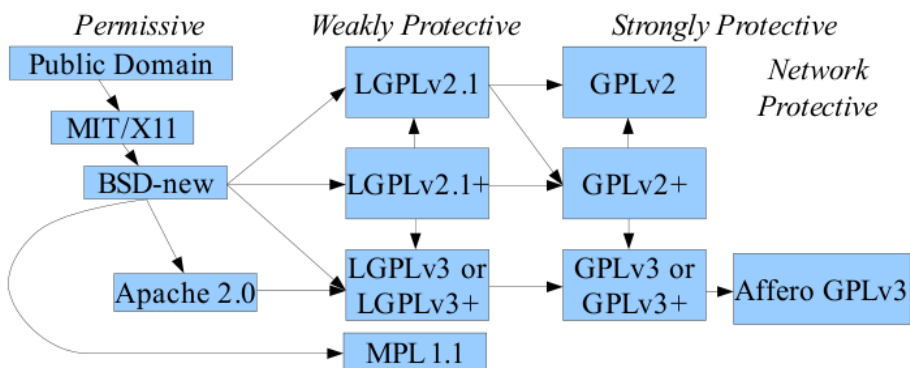 Permissive
Weakly Protective
Strongly Protective
Public Domain
LGPLv2.1
GPLv2
Network
Protective
MIT/X11
BSD-new
LGPLv2.1+
GPLv2+
Apache 2.0
LGPLv3 or
LGPLv3+
GPLv3 or
GPLv3+
Affero GPLv3
MPL 1.1